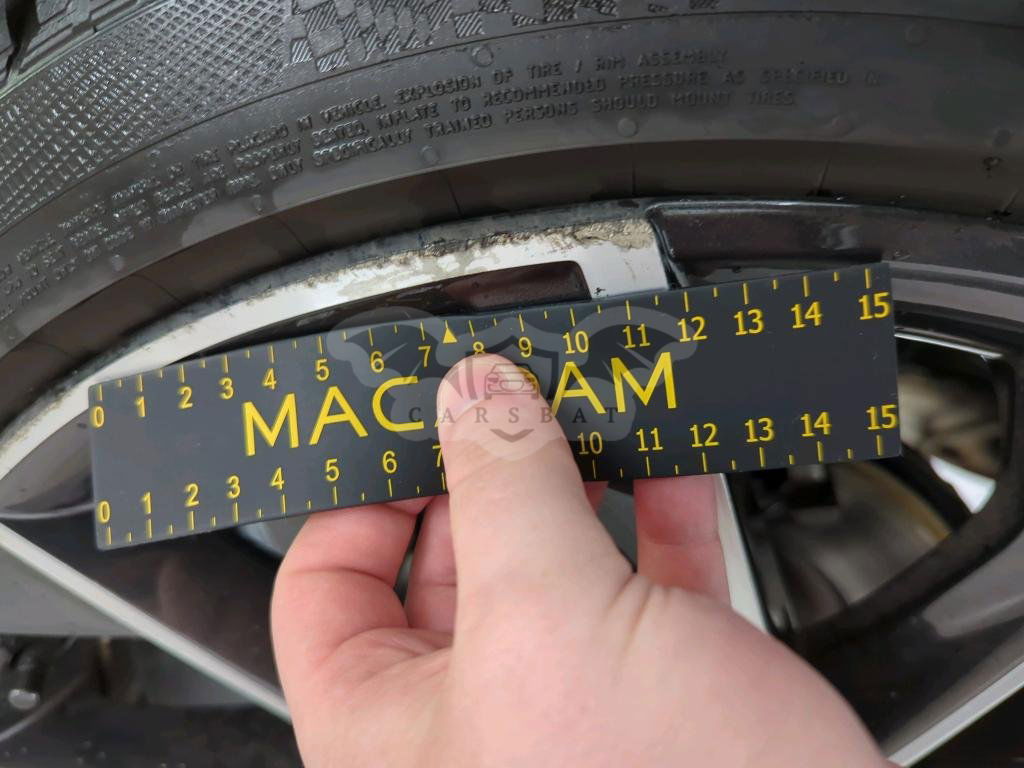 EXPLOSION OF TIRE / RIM ASSEMBLY
INFLATE TO RECOMMENDED PRESSURE AS SPECIFIED
TRAINED PERSONS SHOULD MOUNT TIRES
0 1 2 3 4 5 6 7 8 9 10 11 12 13 14 15
MAC AM
CARSBAT
0 1 2 3 4 5 6 7 10 11 12 13 14 15